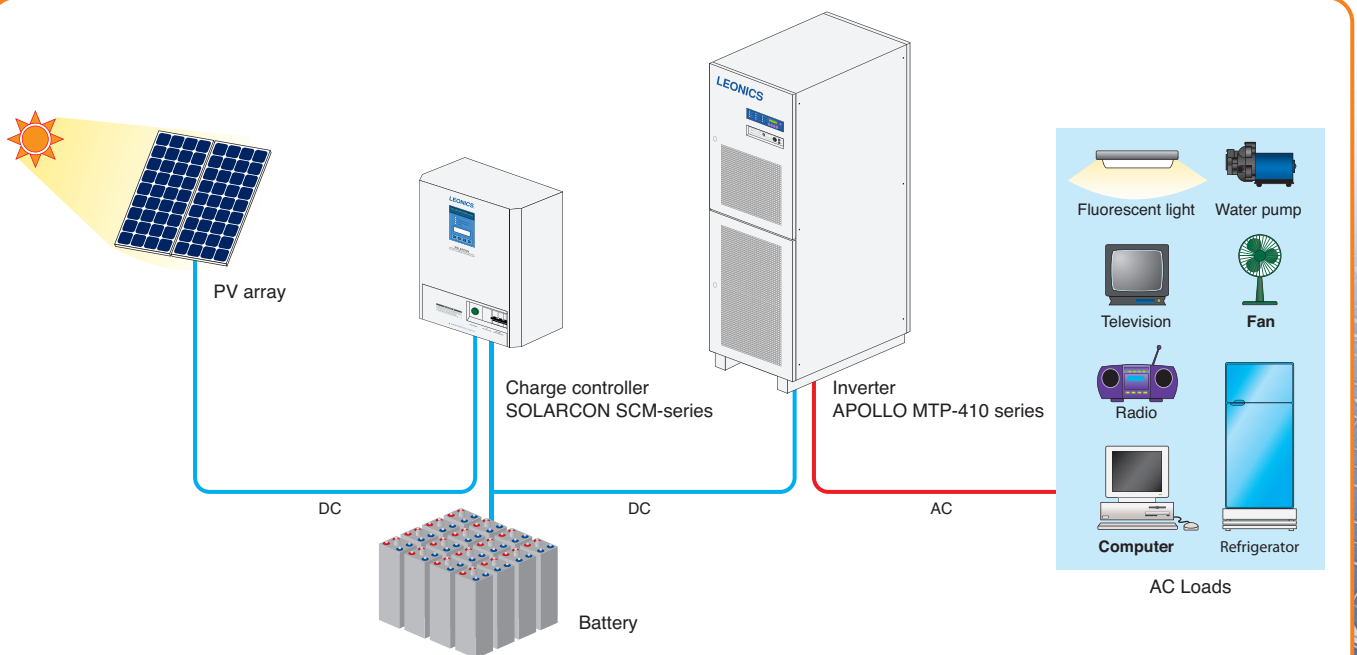 LEONICS
LEONICS
Fluorescent light
Water pump
PV array
Television
Fan
Charge controller
SOLARCON SCM-series
Inverter
APOLLO MTP-410 series
Radio
DC
DC
AC
Computer
Refrigerator
AC Loads
Battery